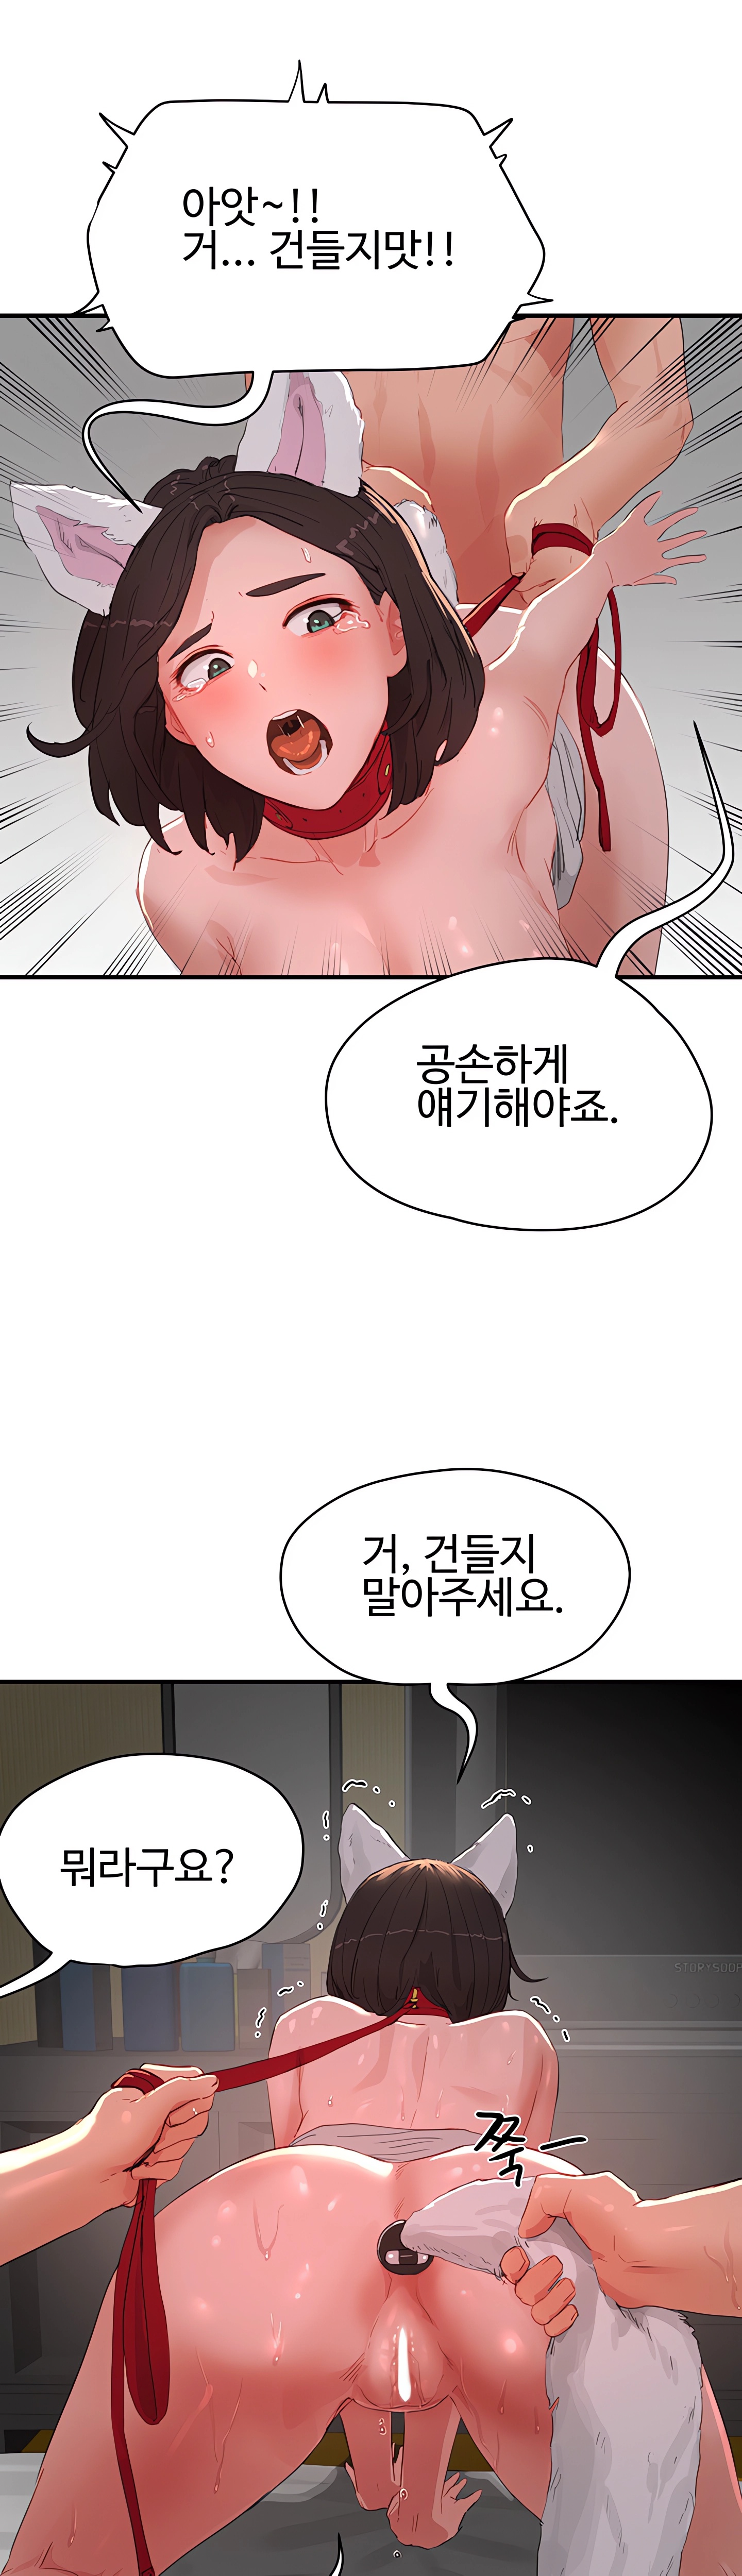 아앗~!!
거... 건들지맛!!
공손하게
얘기해야죠.
거, 건들지
말아주세요.
뭐라구요?
쭉—